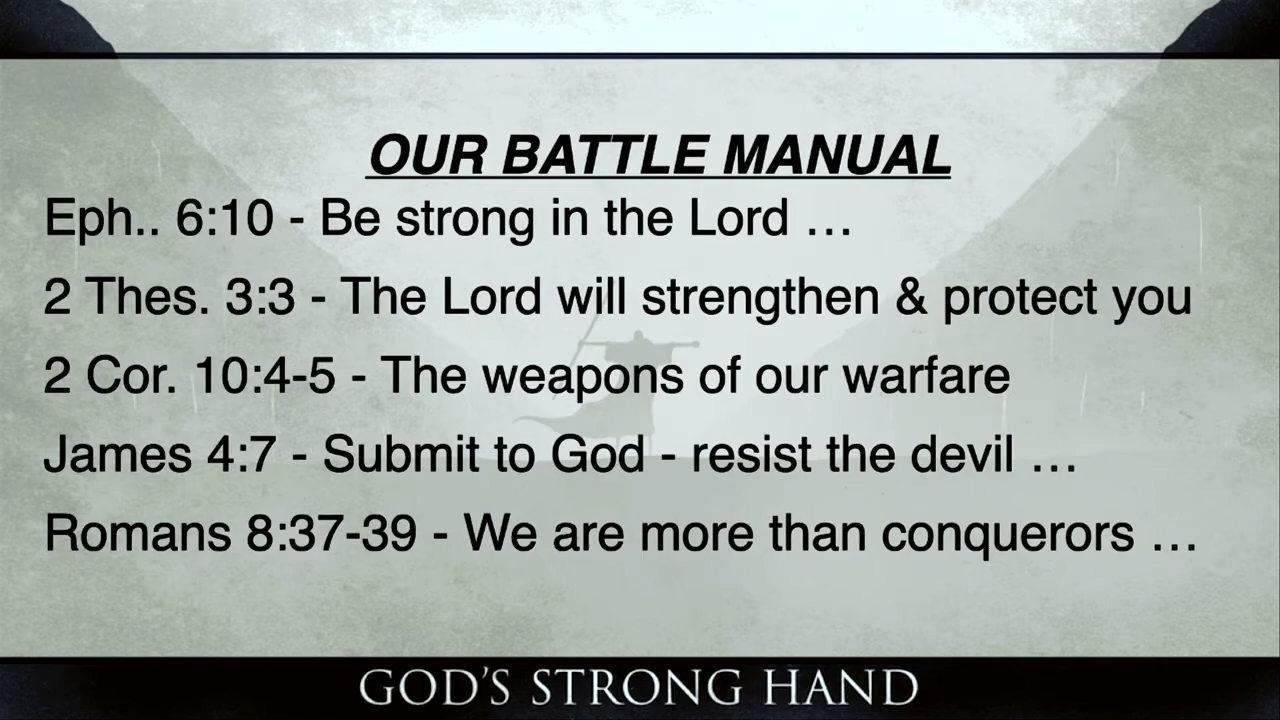 OUR BATTLE MANUAL
Eph.. 6:10 - Be strong in the Lord …
2 Thes. 3:3 - The Lord will strengthen & protect you
2 Cor. 10:4-5 - The weapons of our warfare
James 4:7 - Submit to God - resist the devil …
Romans 8:37-39 - We are more than conquerors …
GOD'S STRONG HAND